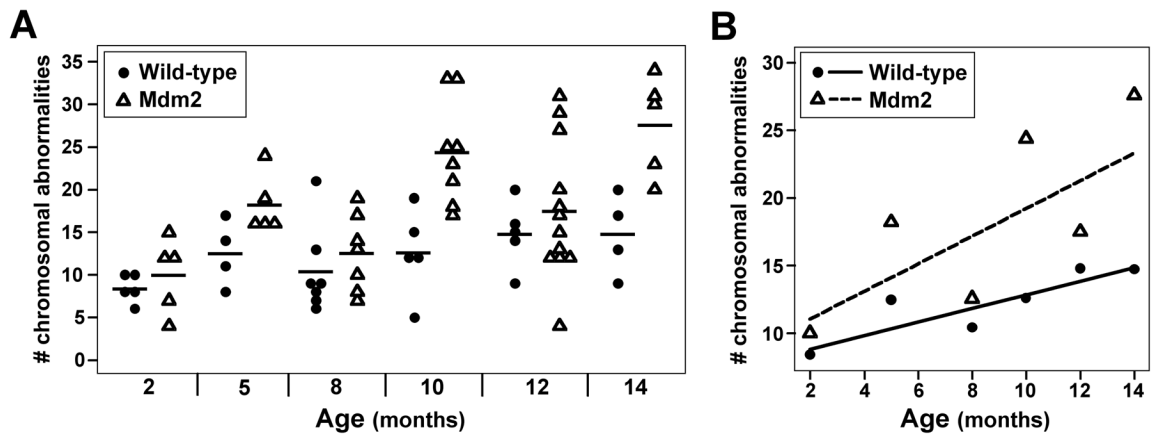 A
# chromosomal abnormalities
35
30
25
20
15
10
5
0
Wild-type
Mdm2
2 5 8 10 12 14
Age (months)
B
# chromosomal abnormalities
30
25
20
15
10
Wild-type
Mdm2
2 4 6 8 10 12 14
Age (months)